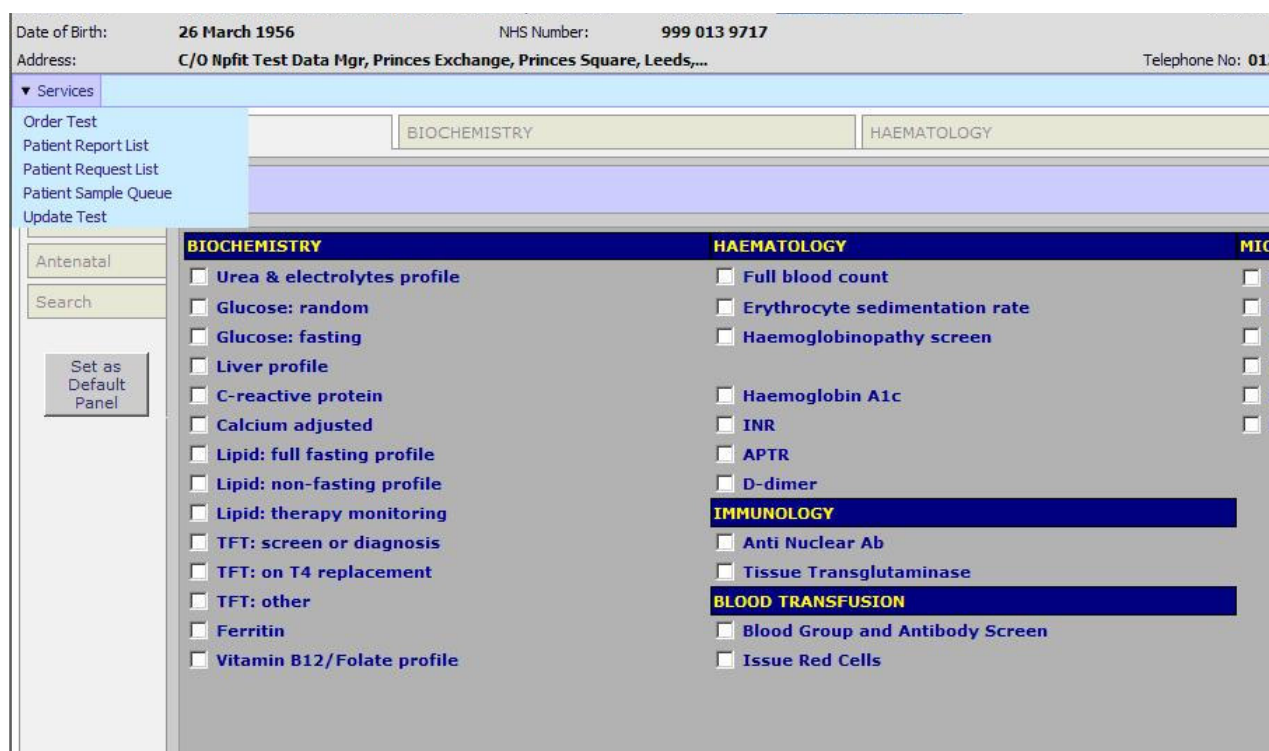 Date of Birth: 26 March 1956 NHS Number: 999 013 9717
Address: C/O Npfit Test Data Mgr, Princes Exchange, Princes Square, Leeds,... Telephone No: 01
▼ Services
Order Test
Patient Report List
Patient Request List
Patient Sample Queue
Update Test
BIOCHEMISTRY HAEMATOLOGY
Antenatal
Search
Set as
Default
Panel
BIOCHEMISTRY
Urea & electrolytes profile
Glucose: random
Glucose: fasting
Liver profile
C-reactive protein
Calcium adjusted
Lipid: full fasting profile
Lipid: non-fasting profile
Lipid: therapy monitoring
TFT: screen or diagnosis
TFT: on T4 replacement
TFT: other
Ferritin
Vitamin B12/Folate profile
HAEMATOLOGY
Full blood count
Erythrocyte sedimentation rate
Haemoglobinopathy screen
Haemoglobin A1c
INR
APTR
D-dimer
IMMUNOLOGY
Anti Nuclear Ab
Tissue Transglutaminase
BLOOD TRANSFUSION
Blood Group and Antibody Screen
Issue Red Cells